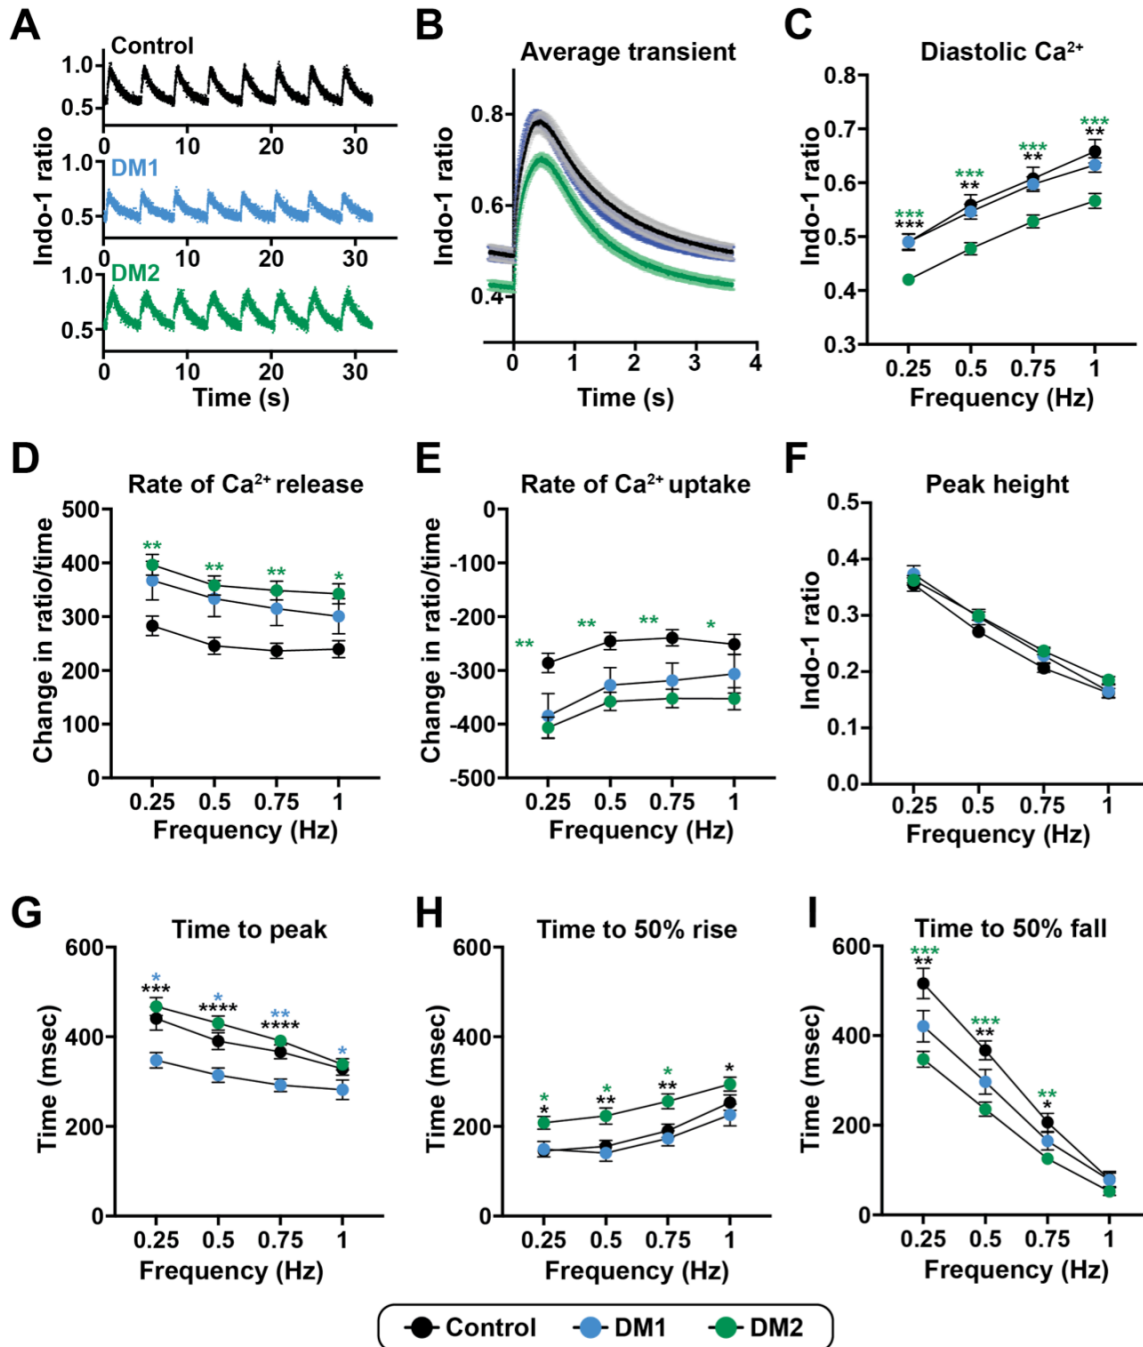 A
Control
Indo-1 ratio
1.0
0.5
0 10 20 30
DM1
1.0
0.5
0 10 20 30
DM2
1.0
0.5
0 10 20 30
Time (s)
B
Average transient
Indo-1 ratio
0.8
0.6
0.4
0 1 2 3 4
Time (s)
C
Diastolic Ca²⁺
0.8
0.7
0.6
0.5
0.4
0.3
*** *** *** ***
*** ** ** **
0.25 0.5 0.75 1
Frequency (Hz)
D
Rate of Ca²⁺ release
Change in ratio/time
500
400
300
200
100
0
** ** ** *
0.25 0.5 0.75 1
Frequency (Hz)
E
Rate of Ca²⁺ uptake
Change in ratio/time
0
-100
-200
-300
-400
-500
** ** ** *
0.25 0.5 0.75 1
Frequency (Hz)
F
Peak height
Indo-1 ratio
0.5
0.4
0.3
0.2
0.1
0.0
0.25 0.5 0.75 1
Frequency (Hz)
G
Time to peak
Time (msec)
600
400
200
0
* * ** *
*** **** ****
0.25 0.5 0.75 1
Frequency (Hz)
H
Time to 50% rise
Time (msec)
600
400
200
0
* * *
* ** ** *
0.25 0.5 0.75 1
Frequency (Hz)
I
Time to 50% fall
Time (msec)
600
400
200
0
*** *** **
** ** *
0.25 0.5 0.75 1
Frequency (Hz)
Control DM1 DM2